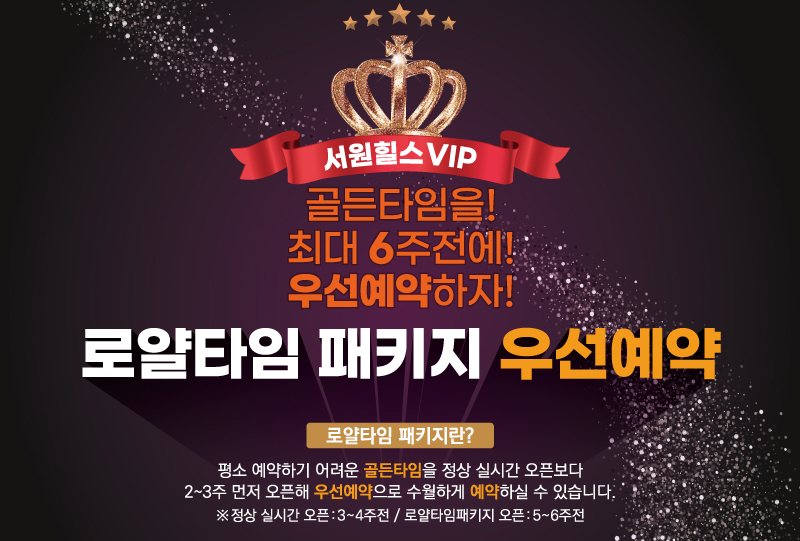 서원힐스 VIP
골든타임을!
최대 6주전에!
우선예약하자!
로얄타임 패키지 우선예약
로얄타임 패키지란?
평소 예약하기 어려운 골든타임을 정상 실시간 오픈보다
2~3주 먼저 오픈해 우선예약으로 수월하게 예약하실 수 있습니다.
※ 정상 실시간 오픈 : 3~4주전 / 로얄타임패키지 오픈 : 5~6주전